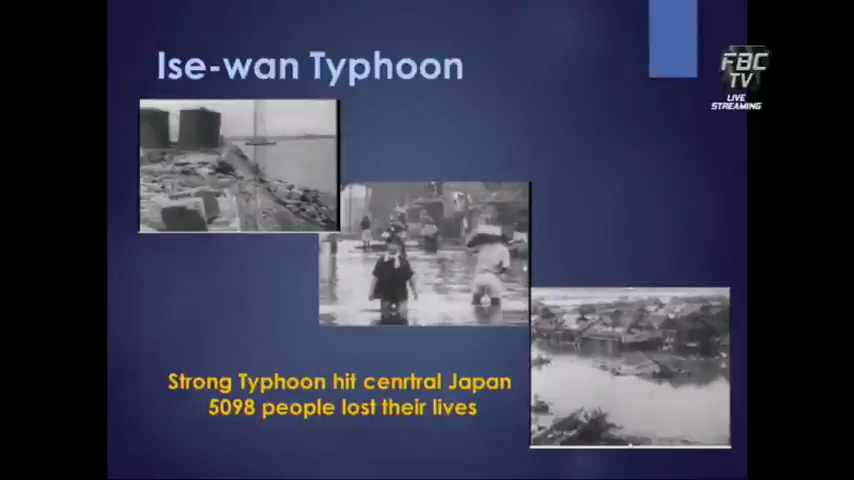 Ise-wan Typhoon
FBC
TV
LIVE
STREAMING
Strong Typhoon hit cenrtral Japan
5098 people lost their lives